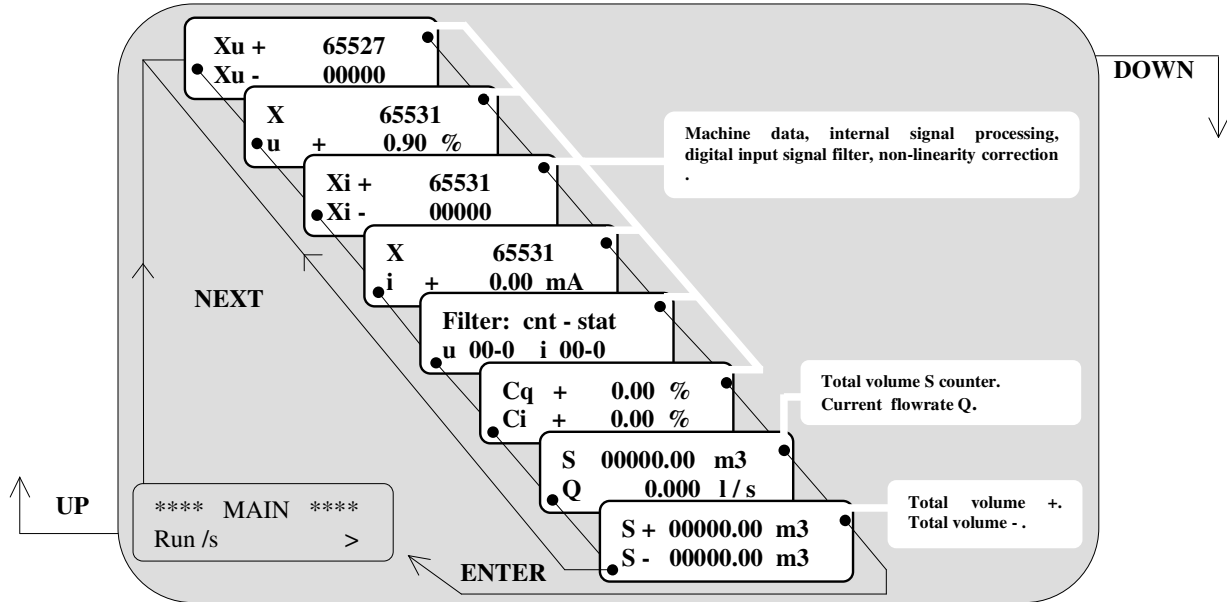 Xu + 65527
Xu - 00000
DOWN
X 65531
u + 0.90 %
Machine data, internal signal processing,
digital input signal filter, non-linearity correction
.
Xi + 65531
Xi - 00000
X 65531
i + 0.00 mA
NEXT
Filter: cnt - stat
u 00-0 i 00-0
Cq + 0.00 %
Ci + 0.00 %
Total volume S counter.
Current flowrate Q.
S 00000.00 m3
Q 0.000 l / s
UP
**** MAIN ****
Run /s >
Total volume +.
Total volume - .
S + 00000.00 m3
S - 00000.00 m3
ENTER